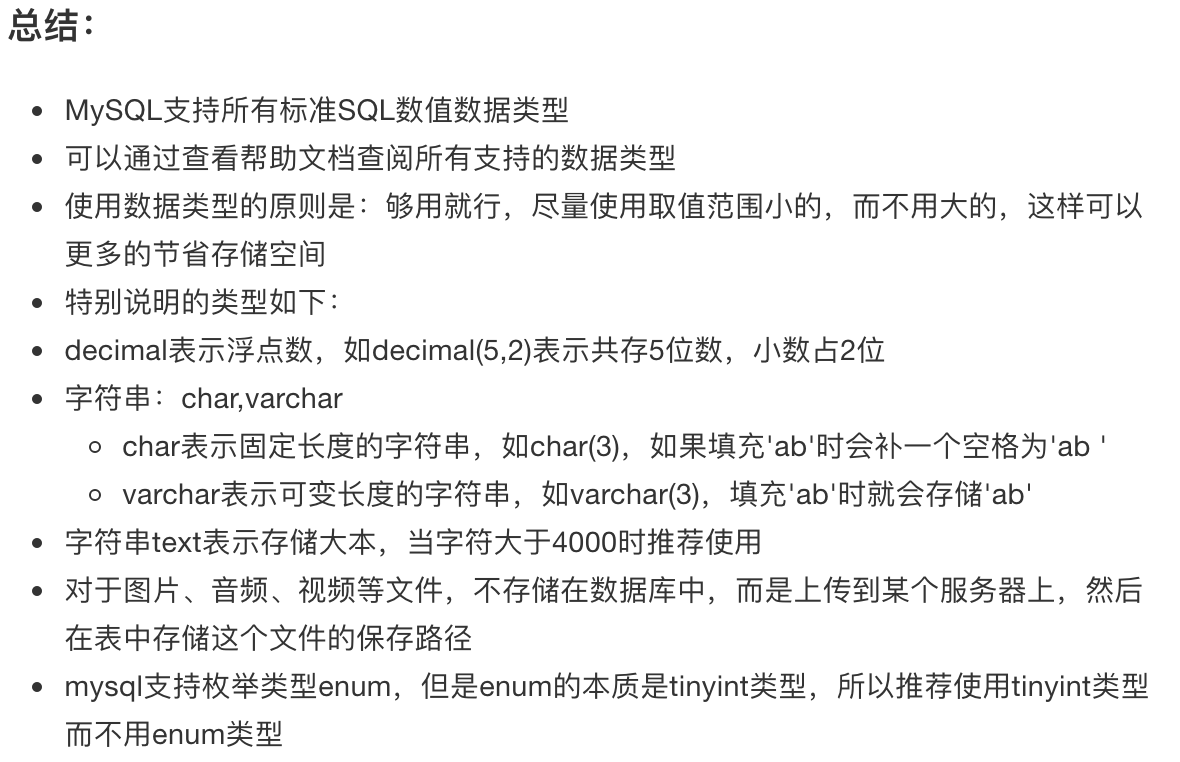 总结：
MySQL支持所有标准SQL数值数据类型
可以通过查看帮助文档查阅所有支持的数据类型
使用数据类型的原则是：够用就行，尽量使用取值范围小的，而不用大的，这样可以
更多的节省存储空间
特别说明的类型如下：
decimal表示浮点数，如decimal(5,2)表示共存5位数，小数占2位
字符串：char,varchar
char表示固定长度的字符串，如char(3)，如果填充'ab'时会补一个空格为'ab '
varchar表示可变长度的字符串，如varchar(3)，填充'ab'时就会存储'ab'
字符串text表示存储大本，当字符大于4000时推荐使用
对于图片、音频、视频等文件，不存储在数据库中，而是上传到某个服务器上，然后
在表中存储这个文件的保存路径
mysql支持枚举类型enum，但是enum的本质是tinyint类型，所以推荐使用tinyint类型
而不用enum类型